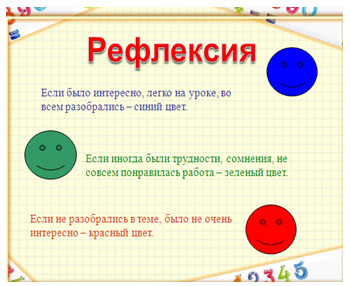 Рефлексия
Если было интересно, легко на уроке, во
всем разобрались – синий цвет.
Если иногда были трудности, сомнения, не
совсем понравилась работа – зеленый цвет.
Если не разобрались в теме, было не очень
интересно – красный цвет.
12345